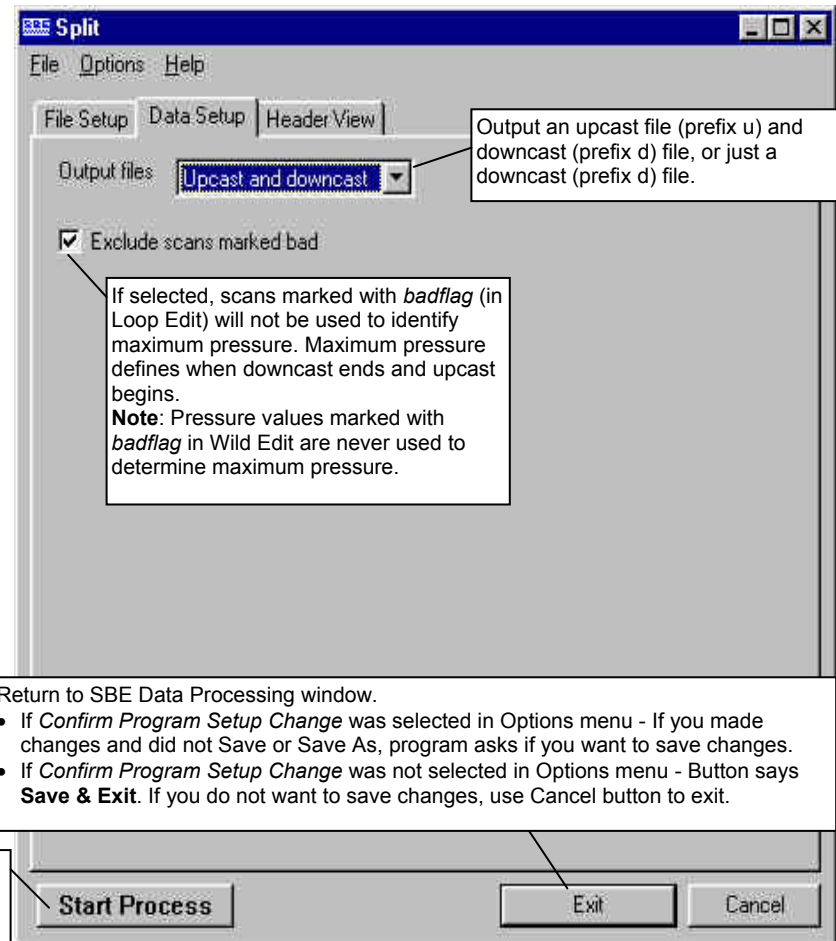 SBE Split
File Options Help
File Setup Data Setup Header View
Output an upcast file (prefix u) and
downcast (prefix d) file, or just a
downcast (prefix d) file.
Output files Upcast and downcast
Exclude scans marked bad
If selected, scans marked with badflag (in
Loop Edit) will not be used to identify
maximum pressure. Maximum pressure
defines when downcast ends and upcast
begins.
Note: Pressure values marked with
badflag in Wild Edit are never used to
determine maximum pressure.
Return to SBE Data Processing window.
• If Confirm Program Setup Change was selected in Options menu - If you made
changes and did not Save or Save As, program asks if you want to save changes.
• If Confirm Program Setup Change was not selected in Options menu - Button says
Save & Exit. If you do not want to save changes, use Cancel button to exit.
Start Process Exit Cancel